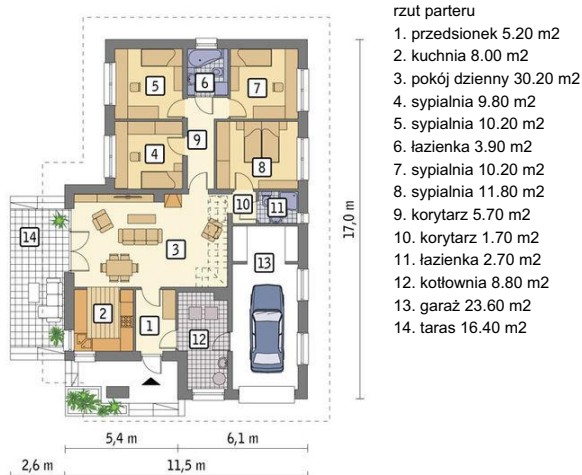 rzut parteru
1. przedsionek 5.20 m2
2. kuchnia 8.00 m2
3. pokój dzienny 30.20 m2
4. sypialnia 9.80 m2
5. sypialnia 10.20 m2
6. łazienka 3.90 m2
7. sypialnia 10.20 m2
8. sypialnia 11.80 m2
9. korytarz 5.70 m2
10. korytarz 1.70 m2
11. łazienka 2.70 m2
12. kotłownia 8.80 m2
13. garaż 23.60 m2
14. taras 16.40 m2
5
6
7
9
4
8
10
11
14
3
13
2
1
12
17,0 m
5,4 m
6,1 m
2,6 m
11,5 m